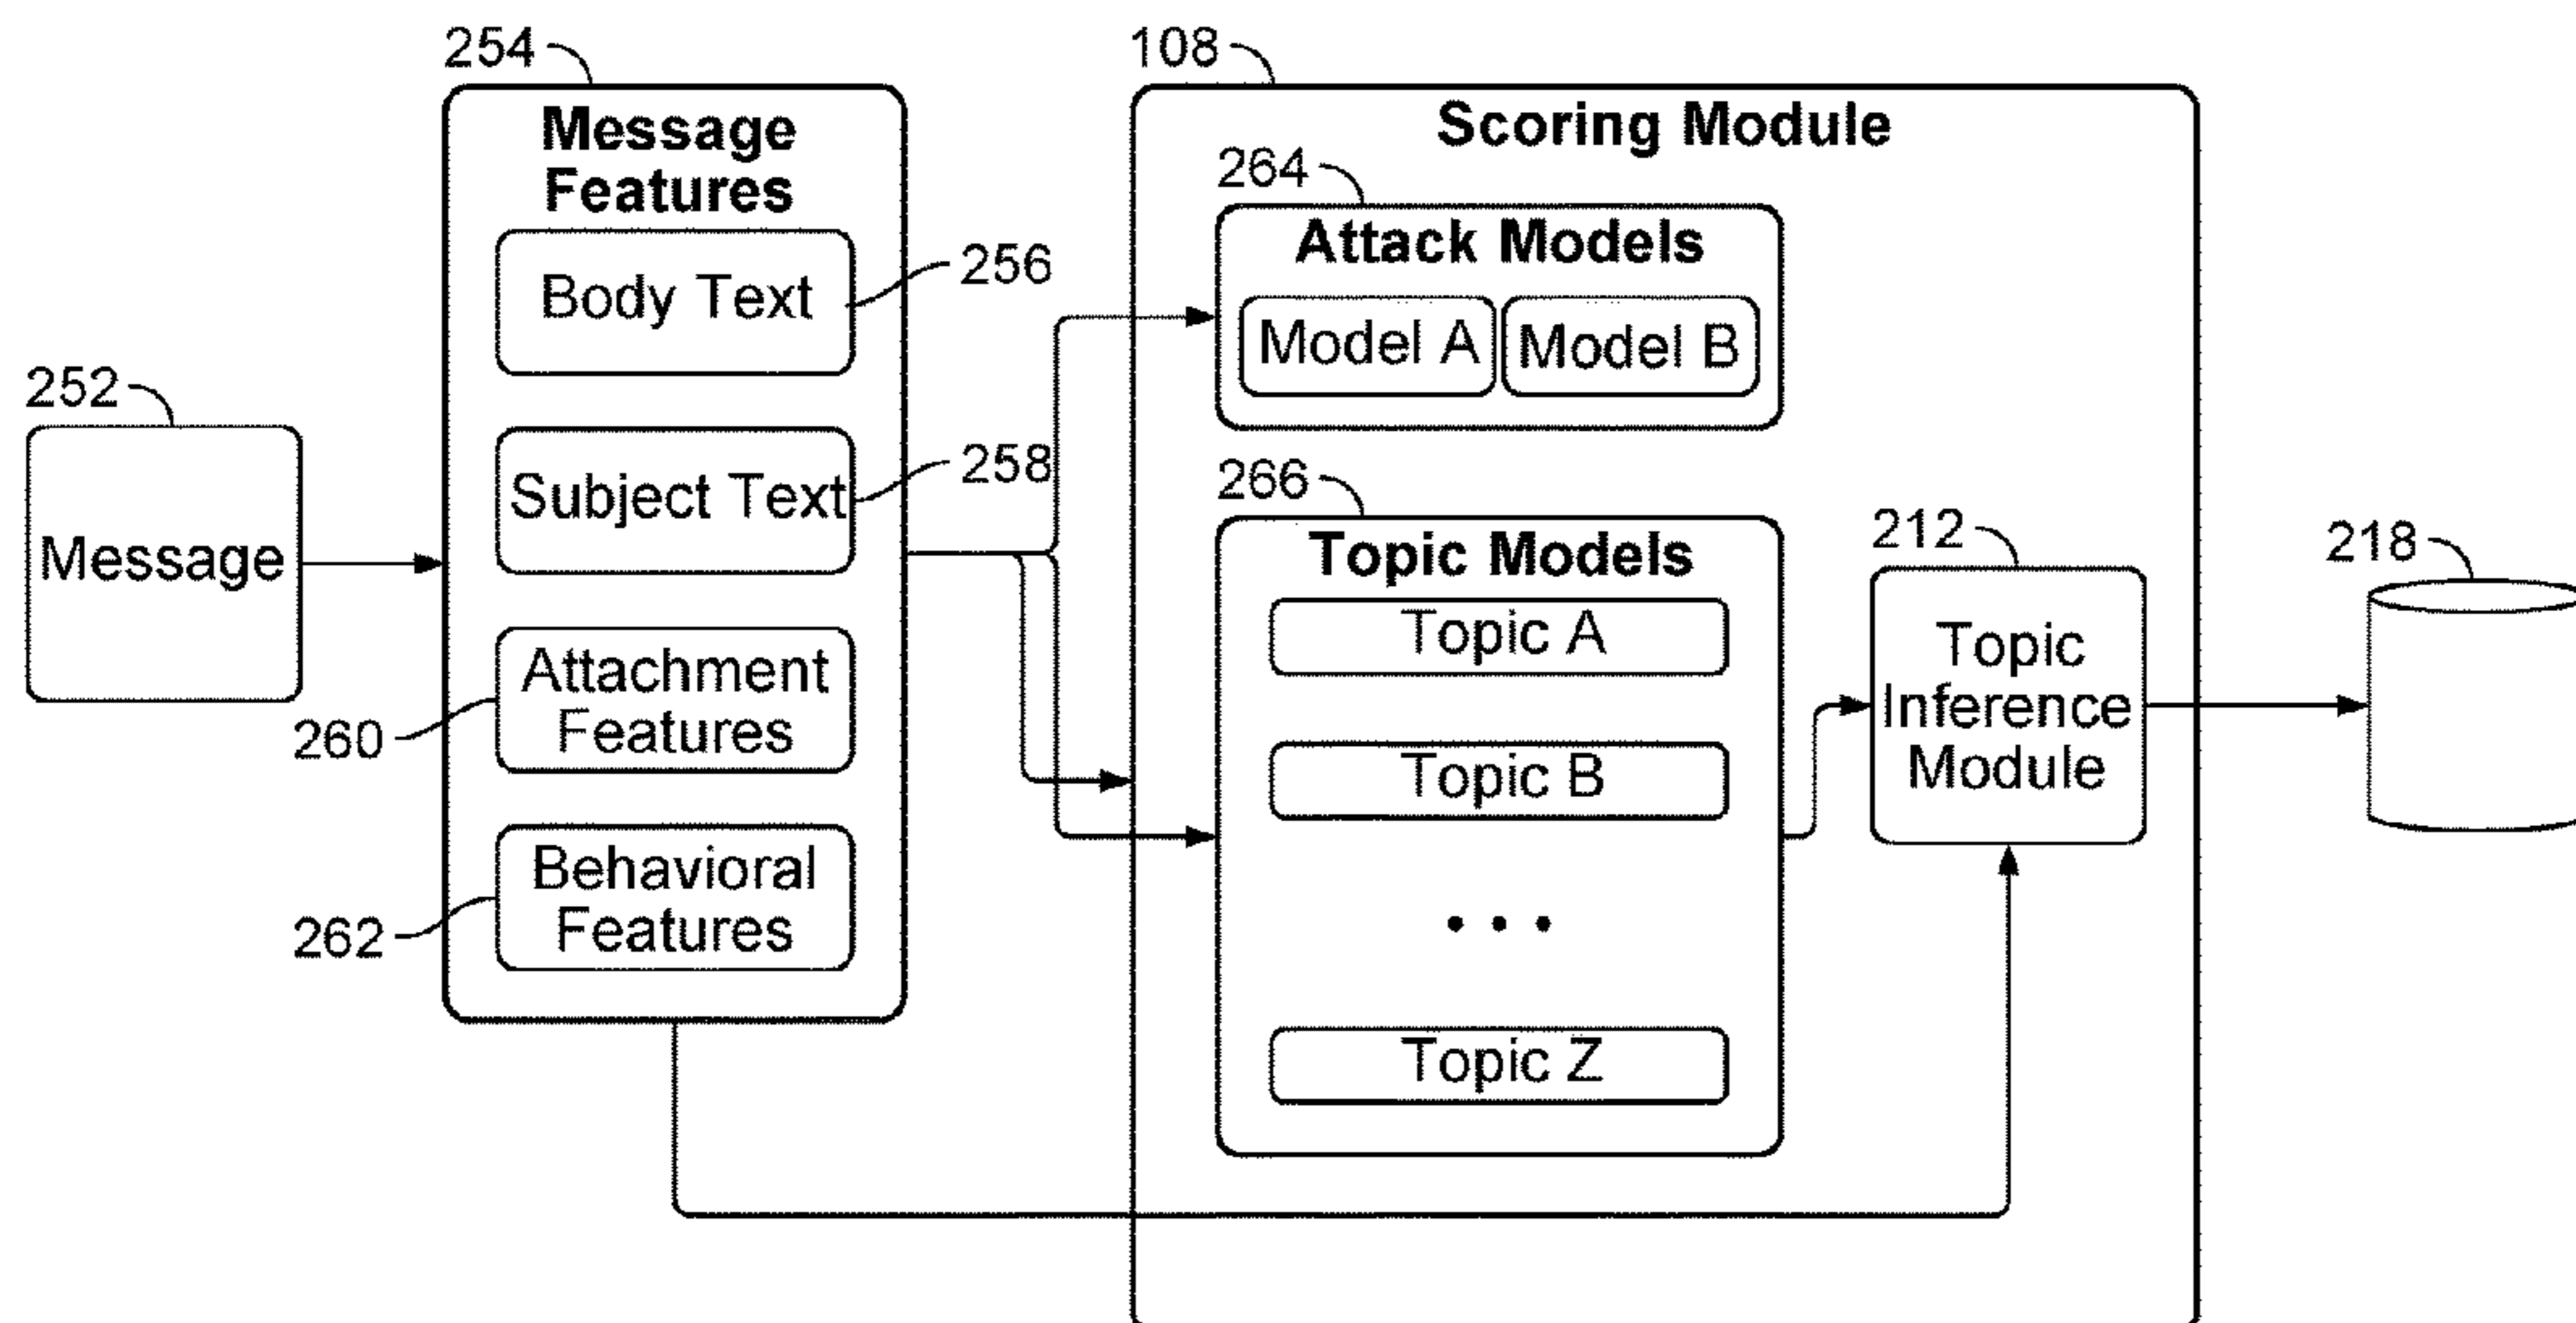 254
108
Message
Features
Scoring Module
264
Attack Models
Body Text
256
Model A
Model B
252
Message
Subject Text
258
266
Topic Models
212
218
Topic A
Topic
Inference
Module
Attachment
Features
260
Topic B
Behavioral
Features
262
• • •
Topic Z